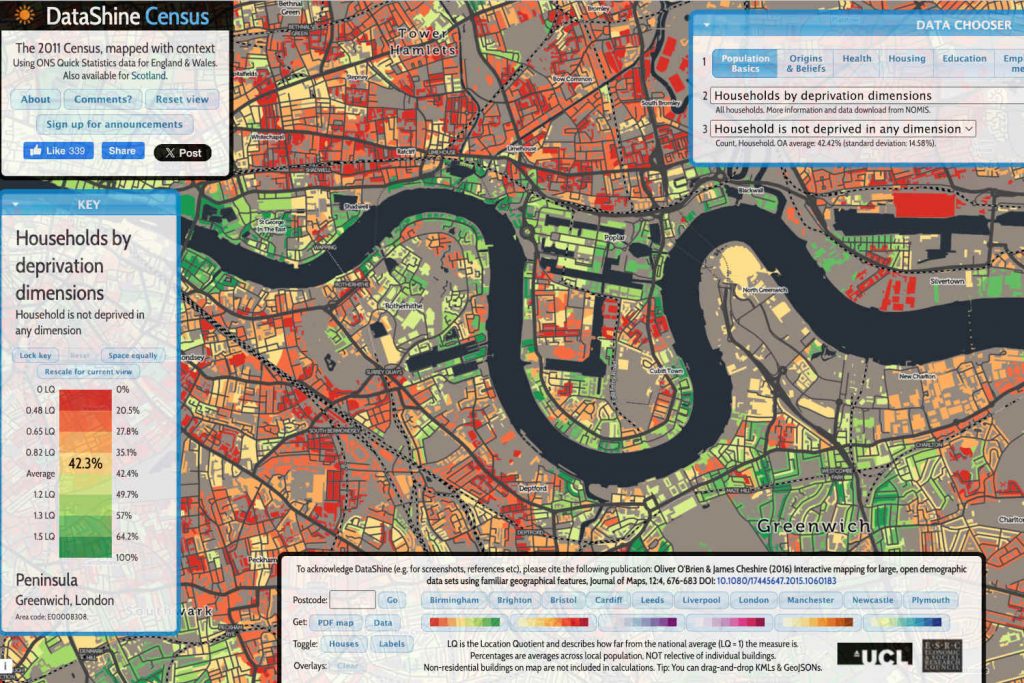 DataShine Census
The 2011 Census, mapped with context
Using ONS Quick Statistics data for England & Wales.
Also available for Scotland.
About Comments? Reset view
Sign up for announcements
Like 339 Share X Post
DATA CHOOSER
1 Population Basics Origins & Beliefs Health Housing Education
2 Households by deprivation dimensions
All households. More information and data download from NOMIS.
3 Household is not deprived in any dimension
Count, Household, OA average: 42.42% (standard deviation: 14.58%).
KEY
Households by
deprivation
dimensions
Household is not deprived in
any dimension
Lock key Reset Space equally
Rescale for current view
0 LQ 0%
0.48 LQ 20.5%
0.65 LQ 27.8%
0.82 LQ 35.1%
42.3%
Average 42.4%
1.2 LQ 49.7%
1.3 LQ 57%
1.5 LQ 64.2%
100%
Peninsula
Greenwich, London
Area code: E00008308.
Bethnal
Green
Bromley
Tower
Hamlets
Stepney
Bow Common
South Bromley
Whitechapel
Ratcliff
LIMEHOUSE
Limehouse
SHADWELL
Blackwall
Shadwell
St George
In The East
WAPPING
Poplar
ROTHERHITHE
Rotherhithe
North Greenwich
Silvertown
SURREY QUAYS
Cubitt Town
New Charlton
SOUTH BERMONDSEY
CHARLTON
WESTCOMBE
PARK
MAZE HILL
Deptford
DEPTFORD
Greenwich
Peckham
Southwark
DENMARK
HILL
To acknowledge DataShine (e.g. for screenshots, references etc), please cite the following publication: Oliver O'Brien & James Cheshire (2016) Interactive mapping for large, open demographic
data sets using familiar geographical features, Journal of Maps, 12:4, 676-683 DOI: 10.1080/17445647.2015.1060183
Postcode: Go Birmingham Brighton Bristol Cardiff Leeds Liverpool London Manchester Newcastle Plymouth
Get: PDF map Data
Toggle: Houses Labels
LQ is the Location Quotient and describes how far from the national average (LQ = 1) the measure is.
Percentages are averages across local population, NOT relective of individual buildings.
Overlays: Clear
Non-residential buildings on map are not included in calculations. Tip: You can drag-and-drop KMLs & GeoJSONs.
UCL
E·S·R·C
ECONOMIC
& SOCIAL
RESEARCH
COUNCIL